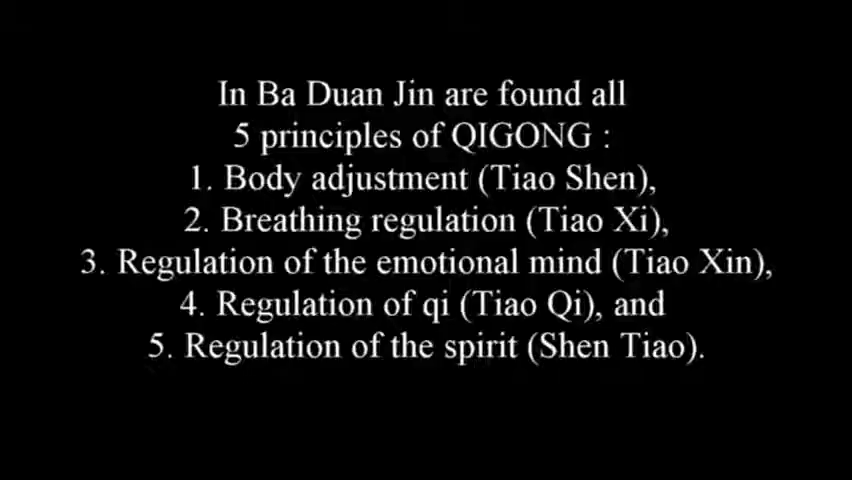 In Ba Duan Jin are found all
5 principles of QIGONG :
1. Body adjustment (Tiao Shen),
2. Breathing regulation (Tiao Xi),
3. Regulation of the emotional mind (Tiao Xin),
4. Regulation of qi (Tiao Qi), and
5. Regulation of the spirit (Shen Tiao).